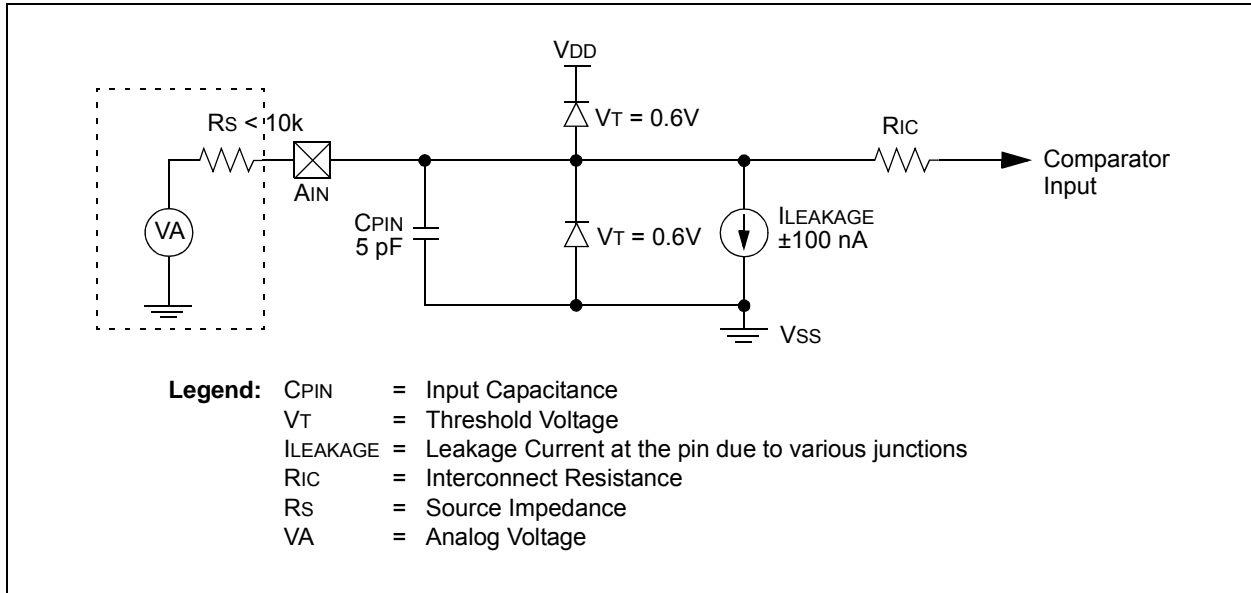 VDD
VT = 0.6V
RS < 10k
RIC
AIN
Comparator
Input
VA
CPIN
5 pF
VT = 0.6V
ILEAKAGE
±100 nA
VSS
Legend: CPIN = Input Capacitance
VT = Threshold Voltage
ILEAKAGE = Leakage Current at the pin due to various junctions
RIC = Interconnect Resistance
RS = Source Impedance
VA = Analog Voltage